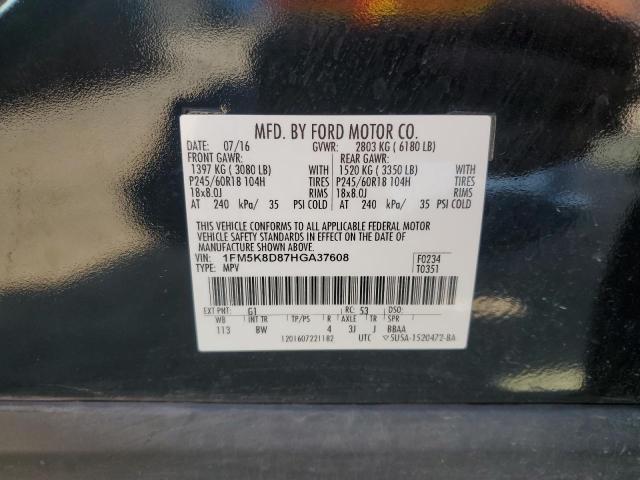 MFD. BY FORD MOTOR CO.
DATE: 07/16 GVWR: 2803 KG ( 6180 LB)
FRONT GAWR: REAR GAWR:
1397 KG ( 3080 LB) WITH 1520 KG ( 3350 LB) WITH
P245/60R18 104H TIRES P245/60R18 104H TIRES
18x8.0J RIMS 18x8.0J RIMS
AT 240 kPa/ 35 PSI COLD AT 240 kPa/ 35 PSI COLD
THIS VEHICLE CONFORMS TO ALL APPLICABLE FEDERAL MOTOR
VEHICLE SAFETY STANDARDS IN EFFECT ON THE DATE OF
MANUFACTURE SHOWN ABOVE.
VIN: 1FM5K8D87HGA37608 F0234
TYPE: MPV T0351
EXT PNT: G1 RC: 53 DSO:
WB INT TR TP/PS R AXLE TR SPR
113 BW 4 3J J BBAA
1201607221182 UTC 5U5A-1520472-BA